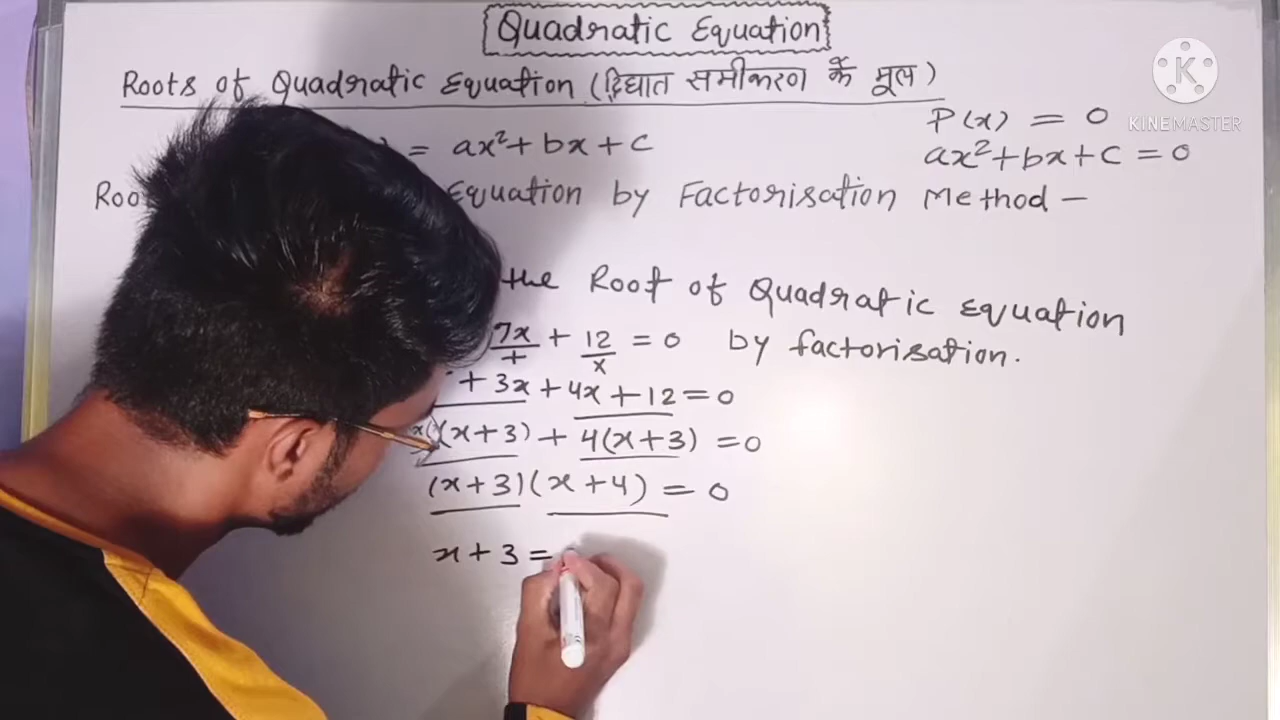 Quadratic Equation
Roots of Quadratic Equation (द्विघात समीकरण के मूल)
= ax²+bx+c
P(x) = 0
KINEMASTER
ax²+bx+c = 0
Equation by Factorisation Method —
the Root of Quadratic Equation
7x + 12 = 0 by factorisation.
+ x
+ 3x + 4x + 12 = 0
x(x+3) + 4(x+3) = 0
(x+3)(x+4) = 0
x+3=